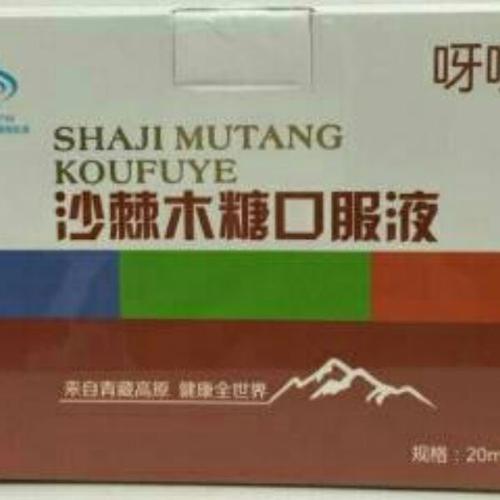 呀
SHAJI MUTANG
KOUFUYE
沙棘木糖口服液
来自青藏高原 健康全世界
规格：20m